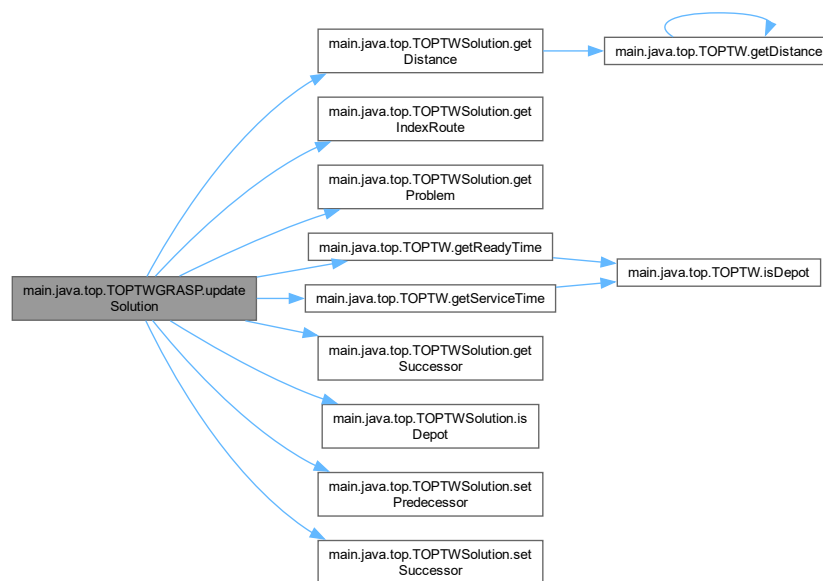 main.java.top.TOPTWSolution.get
Distance
main.java.top.TOPTW.getDistance
main.java.top.TOPTWSolution.get
IndexRoute
main.java.top.TOPTWSolution.get
Problem
main.java.top.TOPTW.getReadyTime
main.java.top.TOPTW.isDepot
main.java.top.TOPTWGRASP.update
Solution
main.java.top.TOPTW.getServiceTime
main.java.top.TOPTWSolution.get
Successor
main.java.top.TOPTWSolution.is
Depot
main.java.top.TOPTWSolution.set
Predecessor
main.java.top.TOPTWSolution.set
Successor